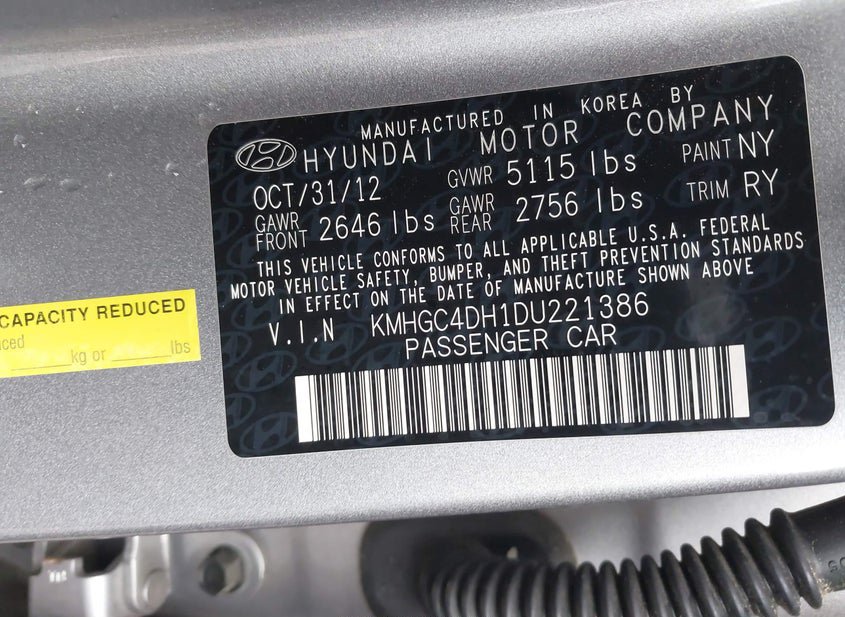 MANUFACTURED IN KOREA BY
HYUNDAI MOTOR COMPANY
OCT/31/12 GVWR 5115 lbs PAINT NY
GAWR FRONT 2646 lbs GAWR REAR 2756 lbs TRIM RY
THIS VEHICLE CONFORMS TO ALL APPLICABLE U.S.A. FEDERAL
MOTOR VEHICLE SAFETY, BUMPER, AND THEFT PREVENTION STANDARDS
IN EFFECT ON THE DATE OF MANUFACTURE SHOWN ABOVE
V.I.N KMHGC4DH1DU221386
PASSENGER CAR
CAPACITY REDUCED
kg or lbs